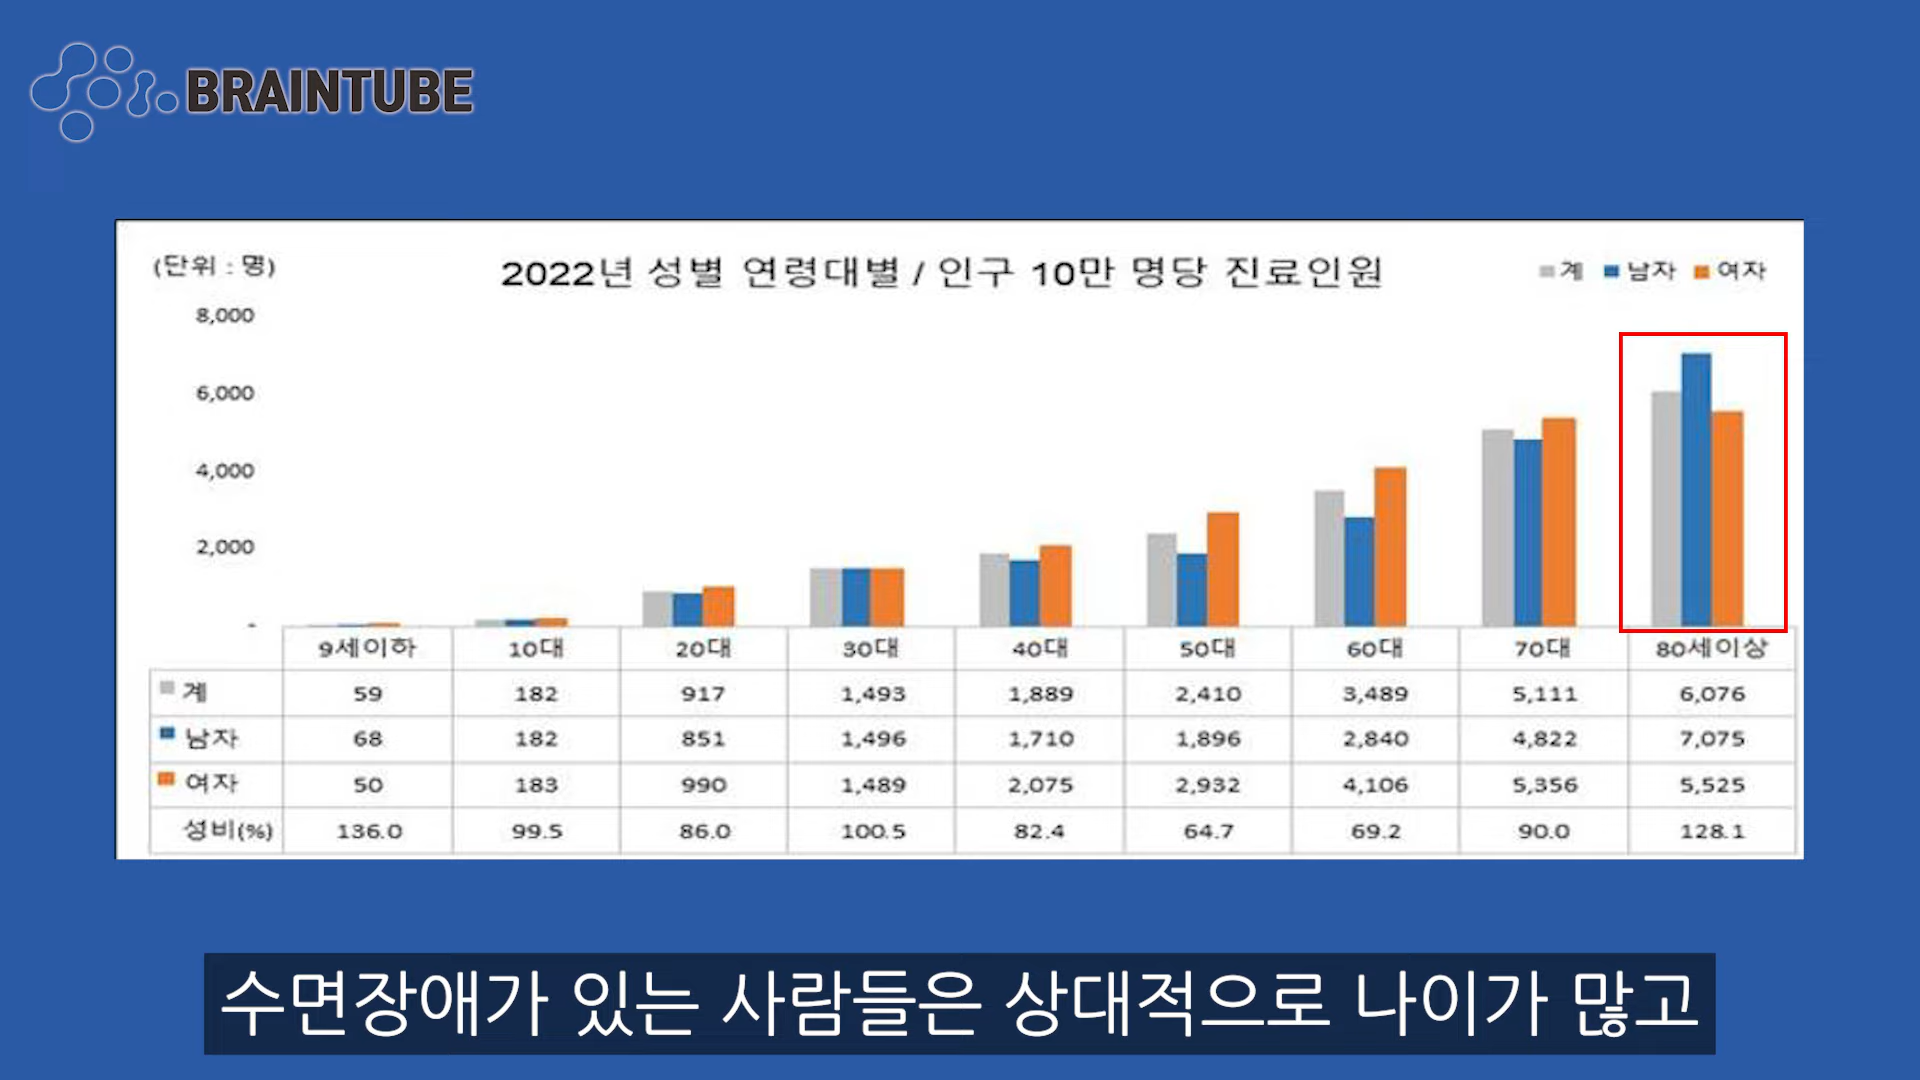 BRAINTUBE
(단위 : 명)
2022년 성별 연령대별 / 인구 10만 명당 진료인원
계 남자 여자
8,000
6,000
4,000
2,000
-
9세이하 10대 20대 30대 40대 50대 60대 70대 80세이상
계 59 182 917 1,493 1,889 2,410 3,489 5,111 6,076
남자 68 182 851 1,496 1,710 1,896 2,840 4,822 7,075
여자 50 183 990 1,489 2,075 2,932 4,106 5,356 5,525
성비(%) 136.0 99.5 86.0 100.5 82.4 64.7 69.2 90.0 128.1
수면장애가 있는 사람들은 상대적으로 나이가 많고